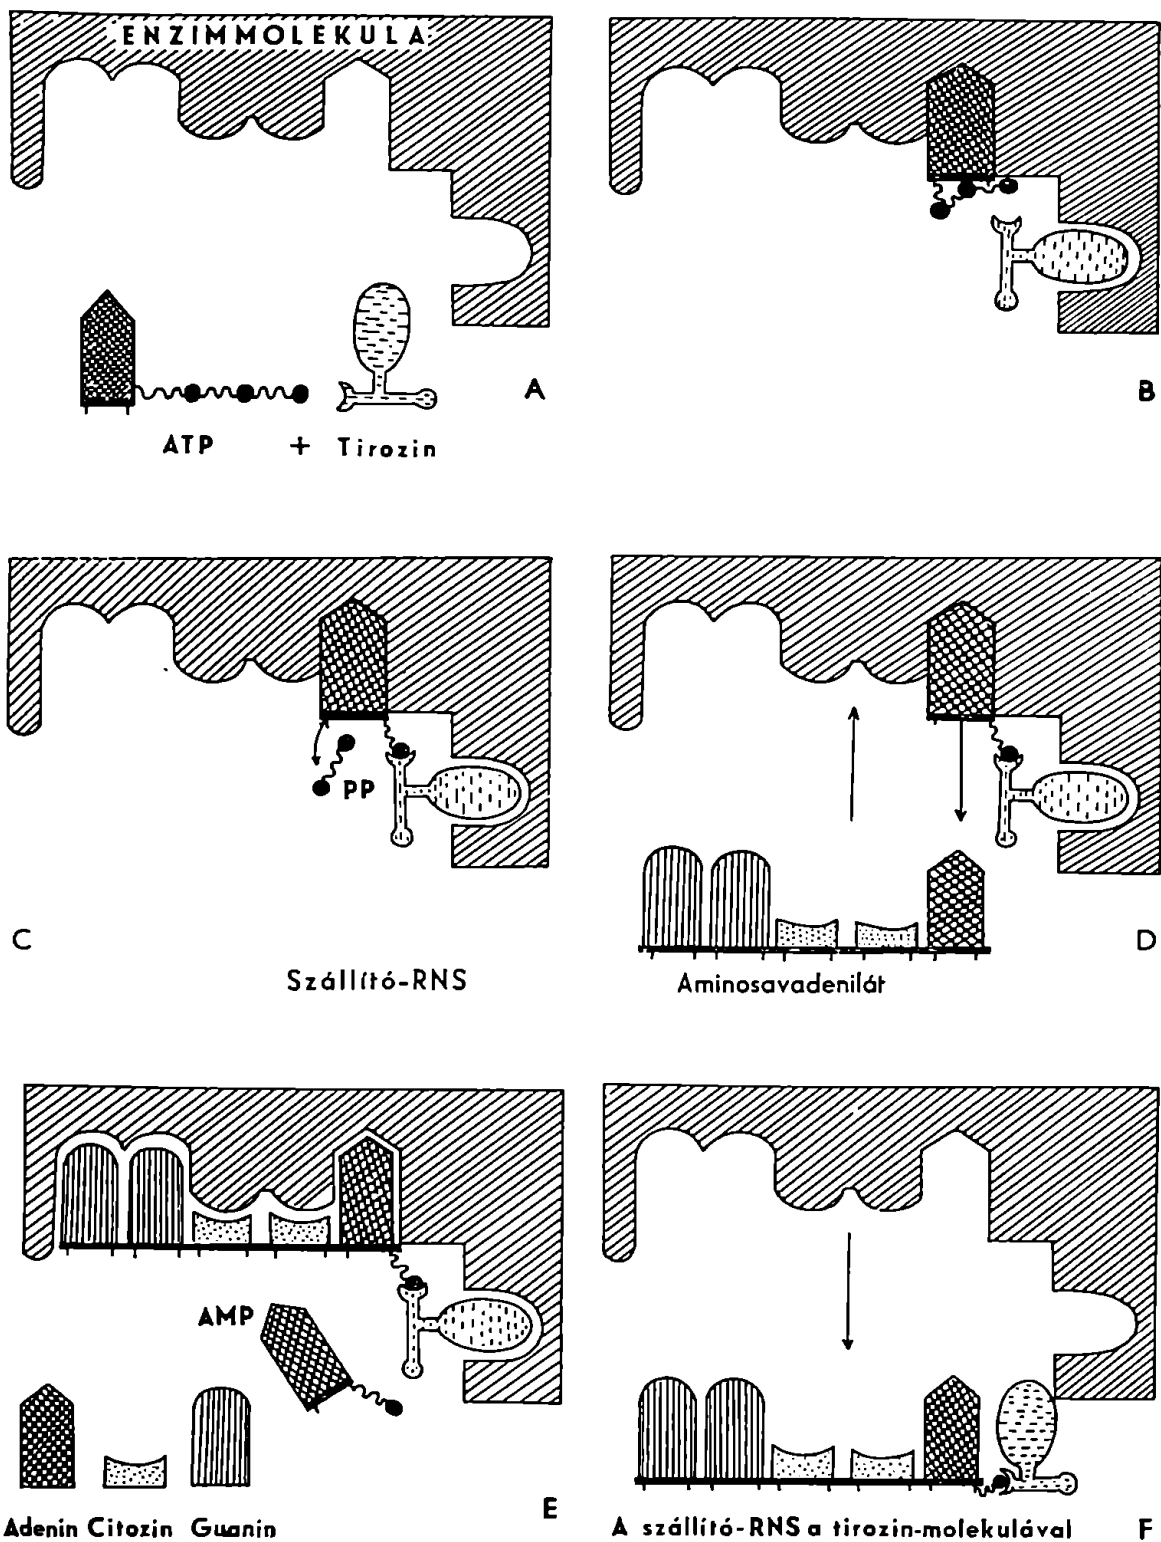 ENZIMMOLEKULA
A
ATP + Tirozin
B
PP
C
Szállító-RNS
D
Aminosavadenilát
AMP
E
Adenin Citozin Guanin
F
A szállító-RNS a tirozin-molekulával